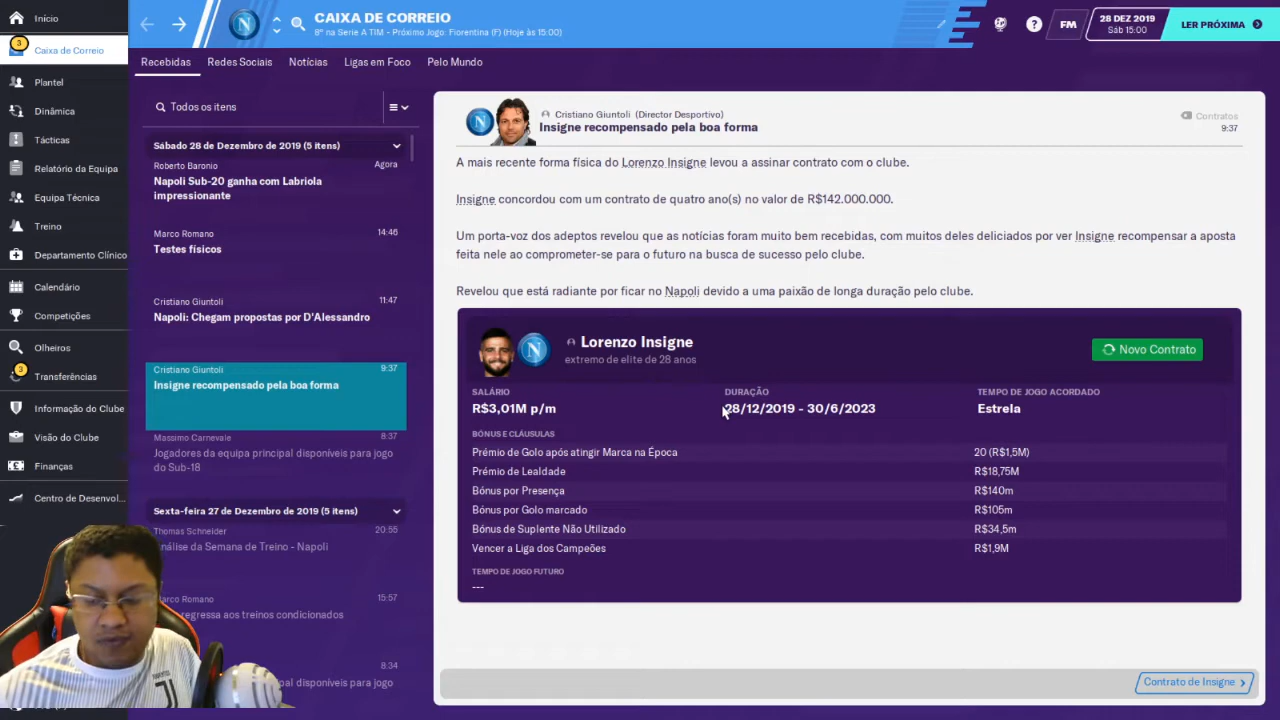 Início
3
Caixa de Correio
Plantel
Dinâmica
Tácticas
Relatório da Equipa
Equipa Técnica
Treino
Departamento Clínico
Calendário
Competições
Olheiros
3
Transferências
Informação do Clube
Visão do Clube
Finanças
Centro de Desenvol...
CAIXA DE CORREIO
8º na Serie A TIM - Próximo Jogo: Fiorentina (F) (Hoje às 15:00)
FM
28 DEZ 2019
Sáb 15:00
LER PRÓXIMA
Recebidas
Redes Sociais
Notícias
Ligas em Foco
Pelo Mundo
Todos os itens
Sábado 28 de Dezembro de 2019 (5 itens)
Roberto Baronio
Agora
Napoli Sub-20 ganha com Labriola
impressionante
Marco Romano
14:46
Testes físicos
Cristiano Giuntoli
11:47
Napoli: Chegam propostas por D'Alessandro
Cristiano Giuntoli
9:37
Insigne recompensado pela boa forma
Massimo Carnevale
8:37
Jogadores da equipa principal disponíveis para jogo
do Sub-18
Sexta-feira 27 de Dezembro de 2019 (5 itens)
Thomas Schneider
20:55
Análise da Semana de Treino - Napoli
Marco Romano
15:57
regressa aos treinos condicionados
8:34
disponíveis para jogo
Cristiano Giuntoli (Director Desportivo)
Insigne recompensado pela boa forma
Contratos
9:37
A mais recente forma física do Lorenzo Insigne levou a assinar contrato com o clube.
Insigne concordou com um contrato de quatro ano(s) no valor de R$142.000.000.
Um porta-voz dos adeptos revelou que as notícias foram muito bem recebidas, com muitos deles deliciados por ver Insigne recompensar a aposta
feita nele ao comprometer-se para o futuro na busca de sucesso pelo clube.
Revelou que está radiante por ficar no Napoli devido a uma paixão de longa duração pelo clube.
Lorenzo Insigne
extremo de elite de 28 anos
Novo Contrato
SALÁRIO
DURAÇÃO
TEMPO DE JOGO ACORDADO
R$3,01M p/m
28/12/2019 - 30/6/2023
Estrela
BÓNUS E CLÁUSULAS
Prémio de Golo após atingir Marca na Época
20 (R$1,5M)
Prémio de Lealdade
R$18,75M
Bónus por Presença
R$140m
Bónus por Golo marcado
R$105m
Bónus de Suplente Não Utilizado
R$34,5m
Vencer a Liga dos Campeões
R$1,9M
TEMPO DE JOGO FUTURO
---
Contrato de Insigne